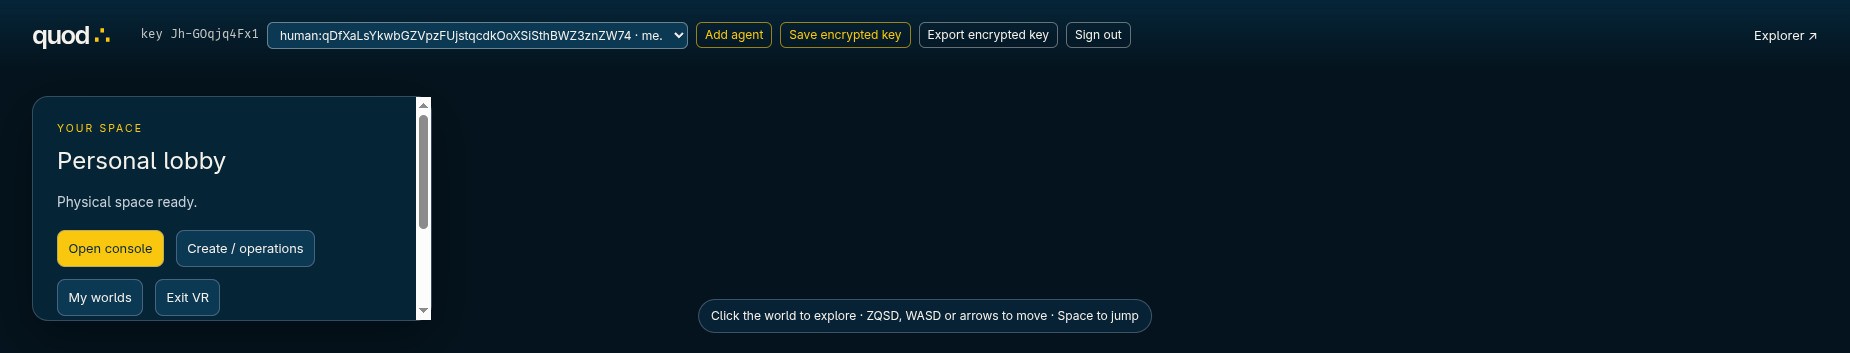 quod
key Jh-GOqjq4Fx1
human:qDfXaLsYkwbGZVpzFUjstqcdkOoXSiSthBWZ3znZW74 · me.
Add agent
Save encrypted key
Export encrypted key
Sign out
Explorer ↗
YOUR SPACE
Personal lobby
Physical space ready.
Open console
Create / operations
My worlds
Exit VR
Click the world to explore · ZQSD, WASD or arrows to move · Space to jump